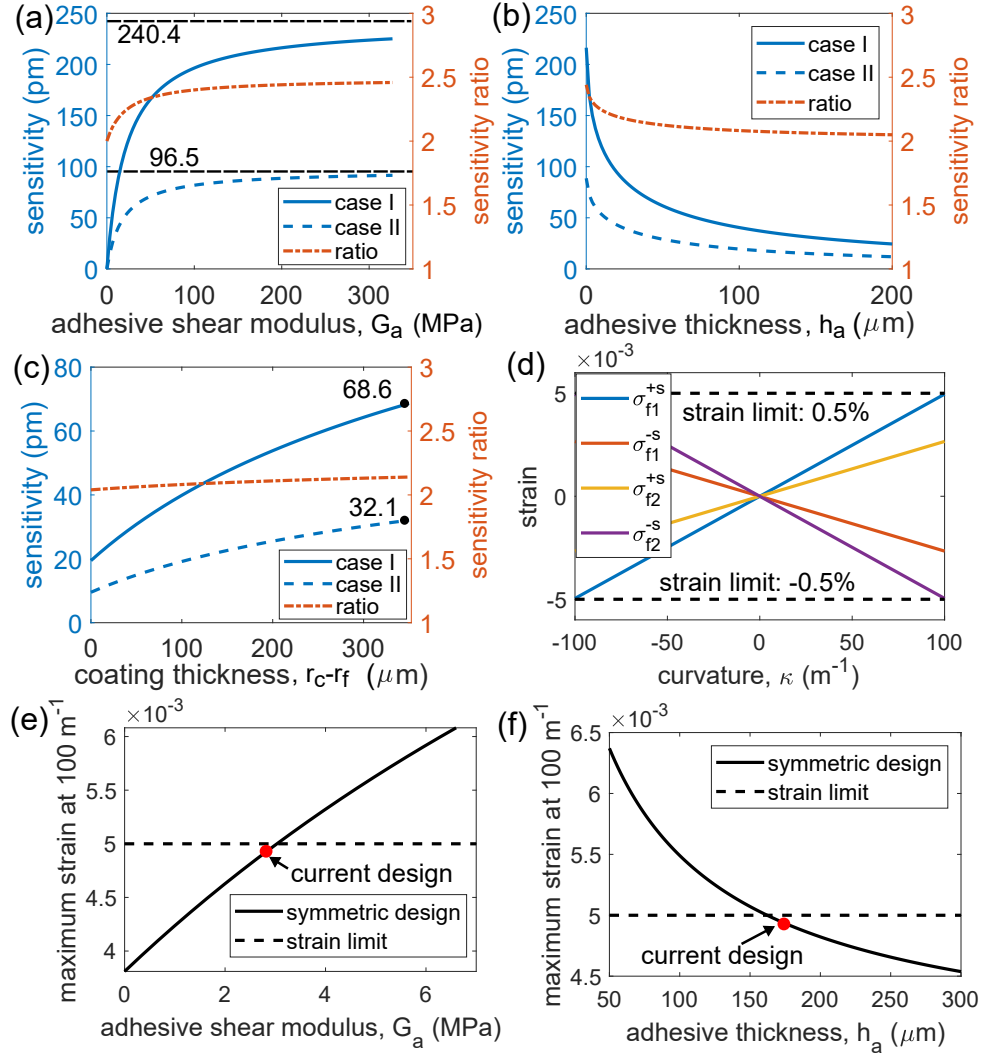 (a)
250
200
150
100
50
0
sensitivity (pm)
240.4
96.5
case I
case II
ratio
3
2.5
2
1.5
1
sensitivity ratio
0
100
200
300
adhesive shear modulus, G_a (MPa)
(b)
250
200
150
100
50
0
sensitivity (pm)
case I
case II
ratio
3
2.5
2
1.5
1
sensitivity ratio
0
100
200
adhesive thickness, h_a (μm)
(c)
80
60
40
20
0
sensitivity (pm)
68.6
32.1
case I
case II
ratio
3
2.5
2
1.5
1
sensitivity ratio
0
100
200
300
coating thickness, r_c-r_f (μm)
(d)
×10^-3
5
0
-5
strain
σ_f1^+s
σ_f1^-s
σ_f2^+s
σ_f2^-s
strain limit: 0.5%
strain limit: -0.5%
-100
-50
0
50
100
curvature, κ (m^-1)
(e)
×10^-3
6
5.5
5
4.5
4
maximum strain at 100 m^-1
current design
symmetric design
strain limit
0
2
4
6
adhesive shear modulus, G_a (MPa)
(f)
×10^-3
6.5
6
5.5
5
4.5
maximum strain at 100 m^-1
symmetric design
strain limit
current design
50
100
150
200
250
300
adhesive thickness, h_a (μm)